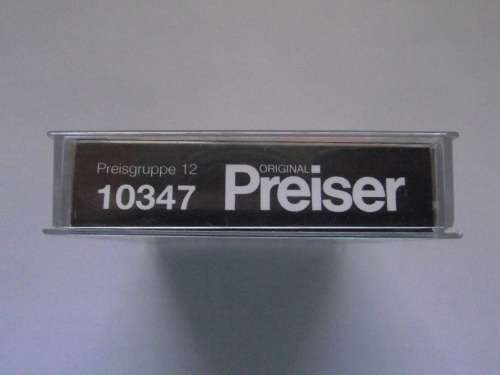 Preisgruppe 12
10347
ORIGINAL
Preiser